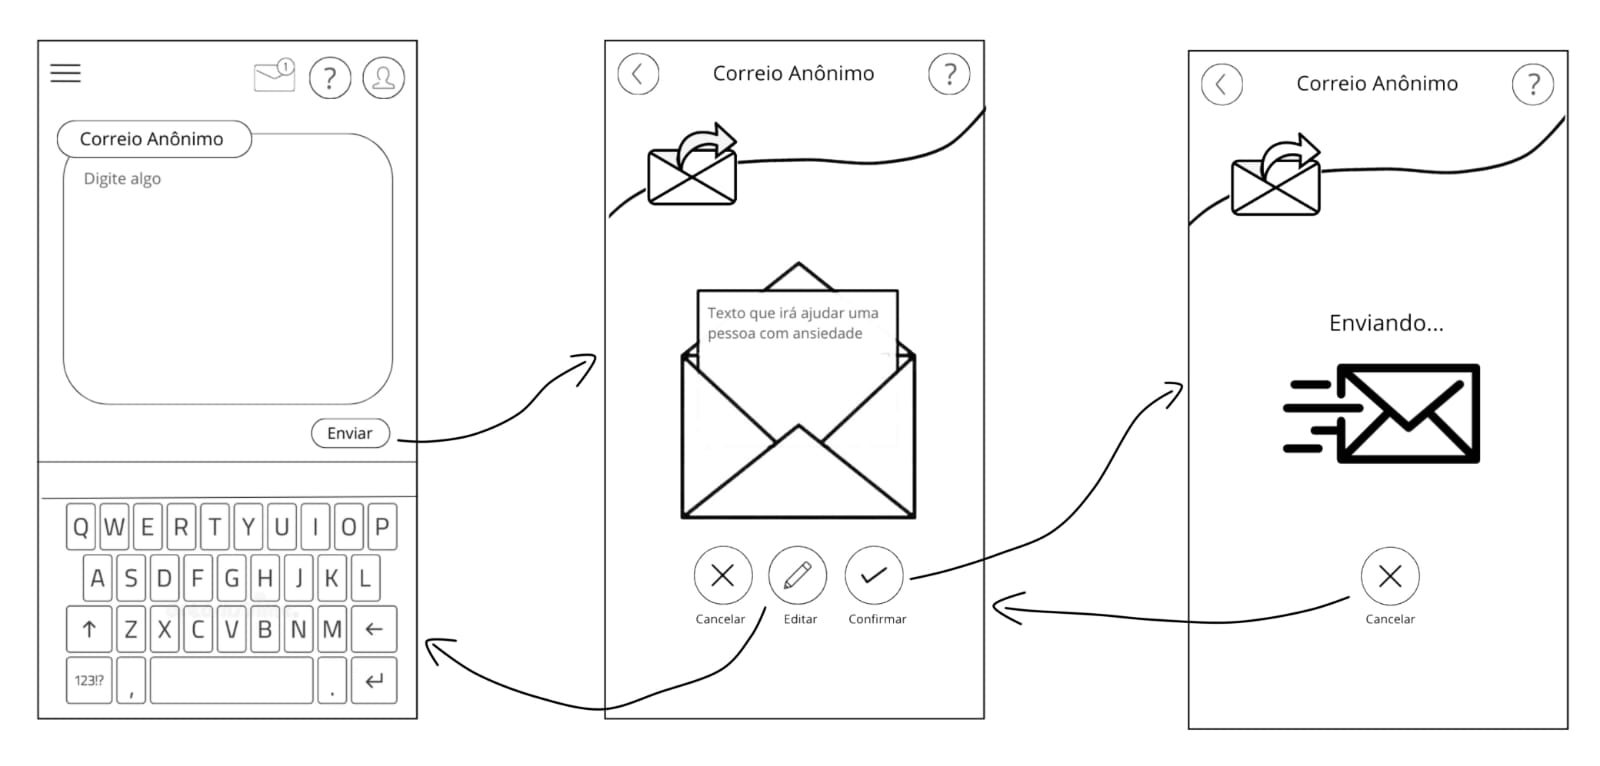 1
?
Correio Anônimo
Digite algo
Enviar
Q W E R T Y U I O P
A S D F G H J K L
Z X C V B N M
123!? , .
Correio Anônimo
?
Texto que irá ajudar uma
pessoa com ansiedade
Cancelar Editar Confirmar
Correio Anônimo
?
Enviando...
Cancelar